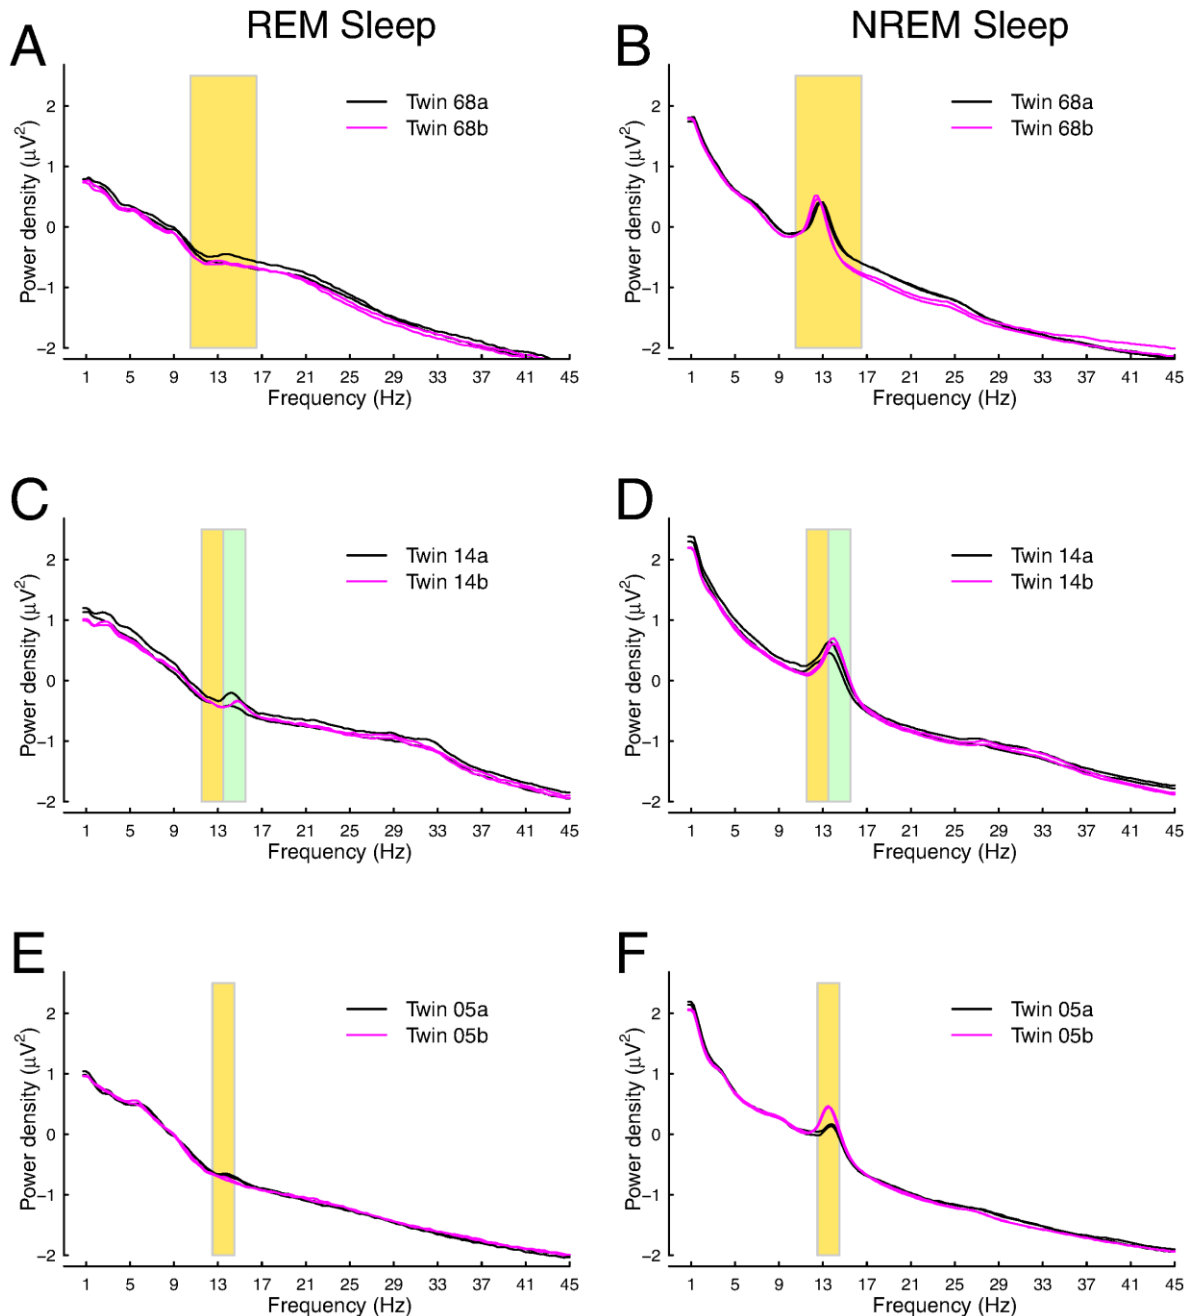 REM Sleep
NREM Sleep
A
Power density (μV²)
2
1
0
−1
−2
Twin 68a
Twin 68b
1 5 9 13 17 21 25 29 33 37 41 45
Frequency (Hz)
B
Power density (μV²)
2
1
0
−1
−2
Twin 68a
Twin 68b
1 5 9 13 17 21 25 29 33 37 41 45
Frequency (Hz)
C
Power density (μV²)
2
1
0
−1
−2
Twin 14a
Twin 14b
1 5 9 13 17 21 25 29 33 37 41 45
Frequency (Hz)
D
Power density (μV²)
2
1
0
−1
−2
Twin 14a
Twin 14b
1 5 9 13 17 21 25 29 33 37 41 45
Frequency (Hz)
E
Power density (μV²)
2
1
0
−1
−2
Twin 05a
Twin 05b
1 5 9 13 17 21 25 29 33 37 41 45
Frequency (Hz)
F
Power density (μV²)
2
1
0
−1
−2
Twin 05a
Twin 05b
1 5 9 13 17 21 25 29 33 37 41 45
Frequency (Hz)